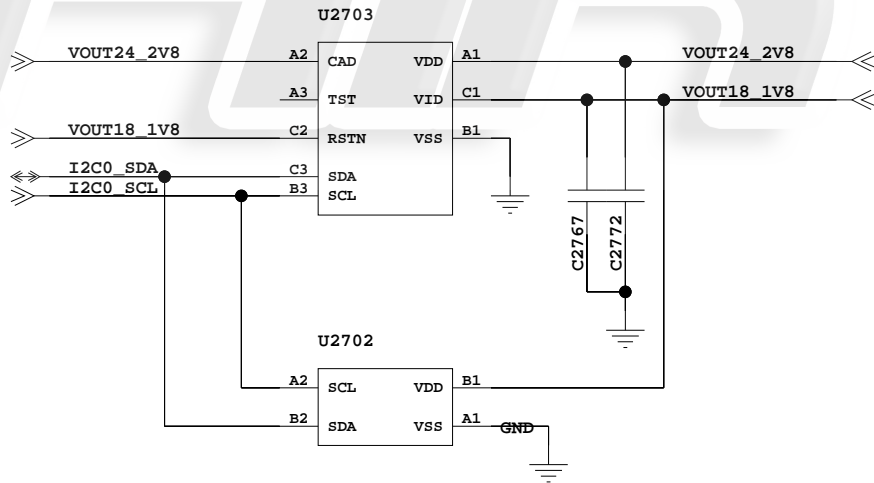 U2703
VOUT24_2V8 A2 CAD VDD A1 VOUT24_2V8
A3 TST VID C1 VOUT18_1V8
VOUT18_1V8 C2 RSTN VSS B1
I2C0_SDA C3 SDA
I2C0_SCL B3 SCL
C2767
C2772
U2702
A2 SCL VDD B1
B2 SDA VSS A1 GND